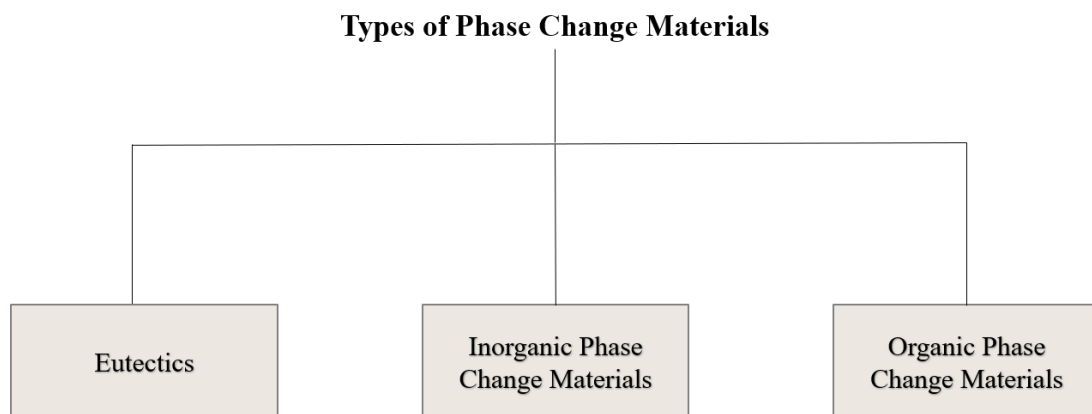 Types of Phase Change Materials
Eutectics
Inorganic Phase
Change Materials
Organic Phase
Change Materials